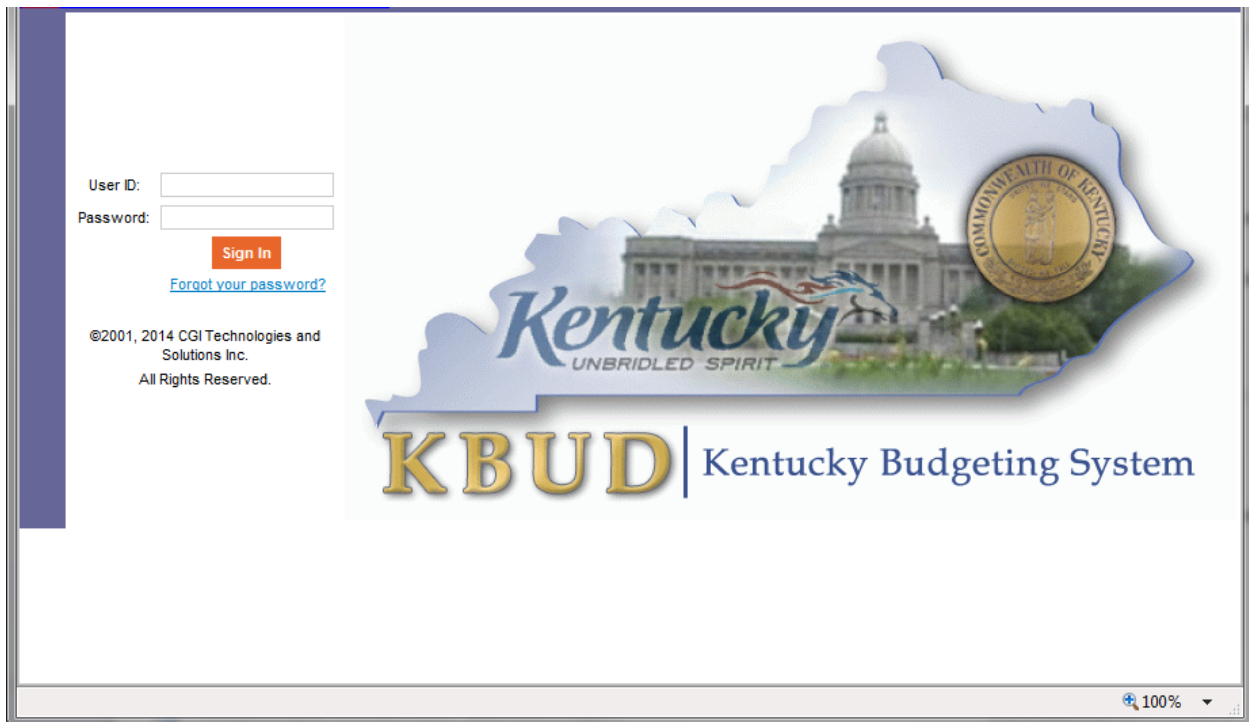 User ID:
Password:
Sign In
Forgot your password?
©2001, 2014 CGI Technologies and
Solutions Inc.
All Rights Reserved.
COMMONWEALTH OF KENTUCKY
Kentucky
UNBRIDLED SPIRIT
KBUD | Kentucky Budgeting System
100%